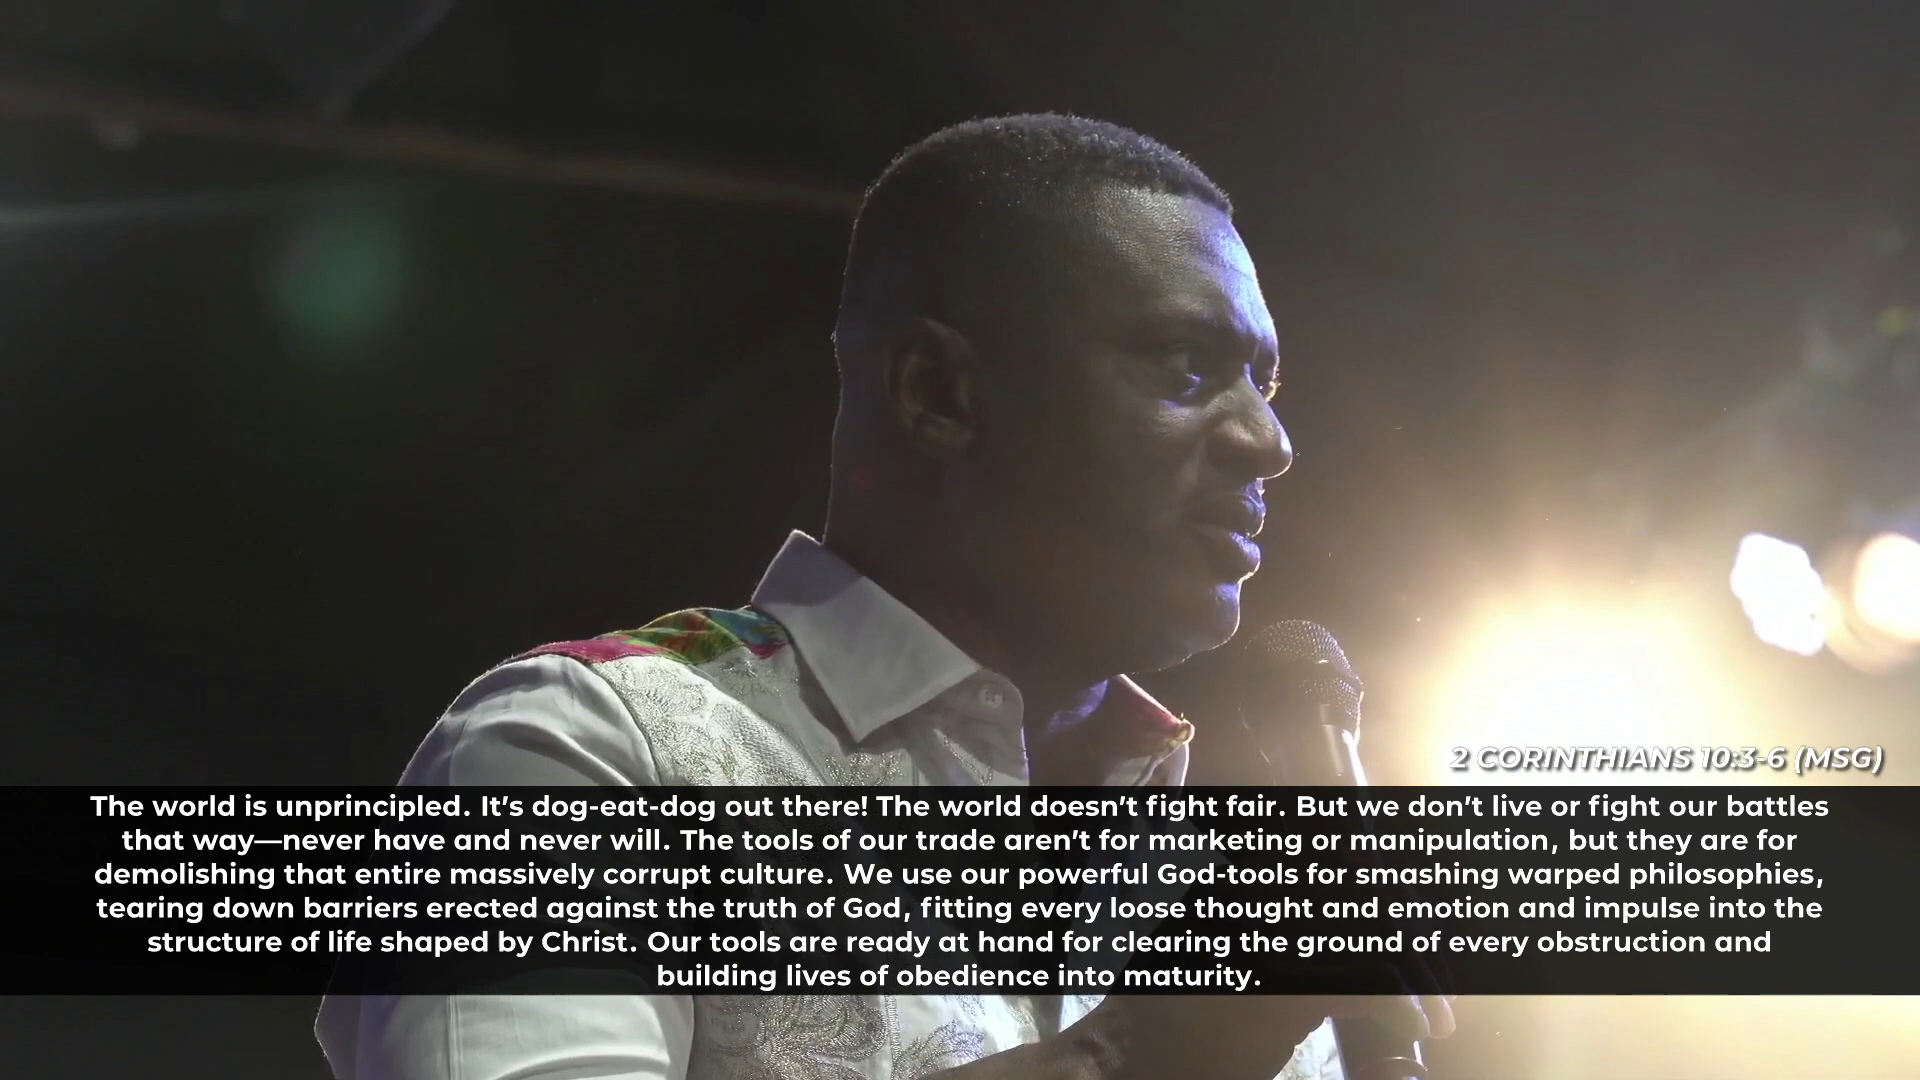 2 CORINTHIANS 10:3-6 (MSG)
The world is unprincipled. It’s dog-eat-dog out there! The world doesn’t fight fair. But we don’t live or fight our battles
that way—never have and never will. The tools of our trade aren’t for marketing or manipulation, but they are for
demolishing that entire massively corrupt culture. We use our powerful God-tools for smashing warped philosophies,
tearing down barriers erected against the truth of God, fitting every loose thought and emotion and impulse into the
structure of life shaped by Christ. Our tools are ready at hand for clearing the ground of every obstruction and
building lives of obedience into maturity.